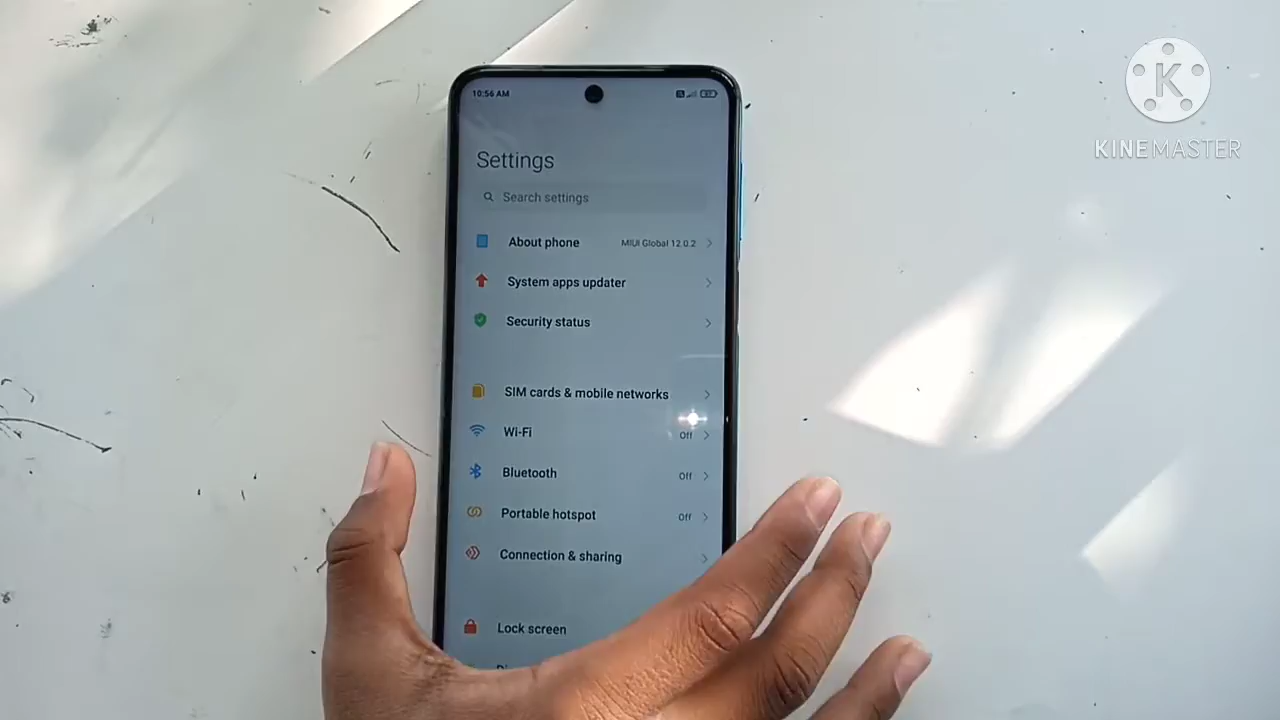 10:56 AM
Settings
Search settings
About phone MIUI Global 12.0.2
System apps updater
Security status
SIM cards & mobile networks
Wi-Fi Off
Bluetooth Off
Portable hotspot Off
Connection & sharing
Lock screen
K
KINEMASTER